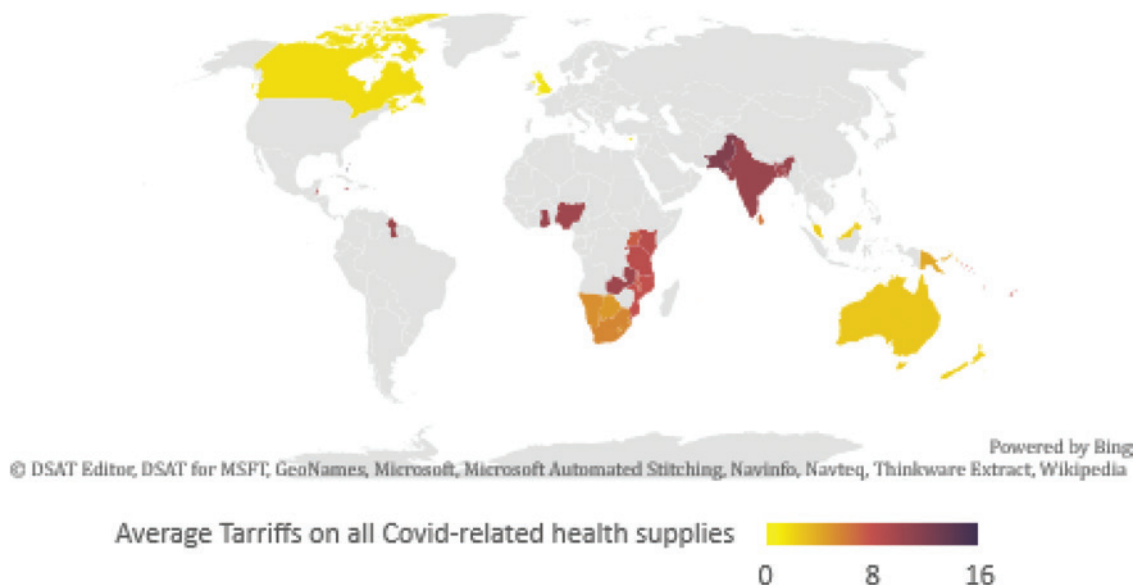 Powered by Bing
© DSAT Editor, DSAT for MSFT, GeoNames, Microsoft, Microsoft Automated Stitching, Navinfo, Navteq, Thinkware Extract, Wikipedia
Average Tarriffs on all Covid-related health supplies
0 8 16